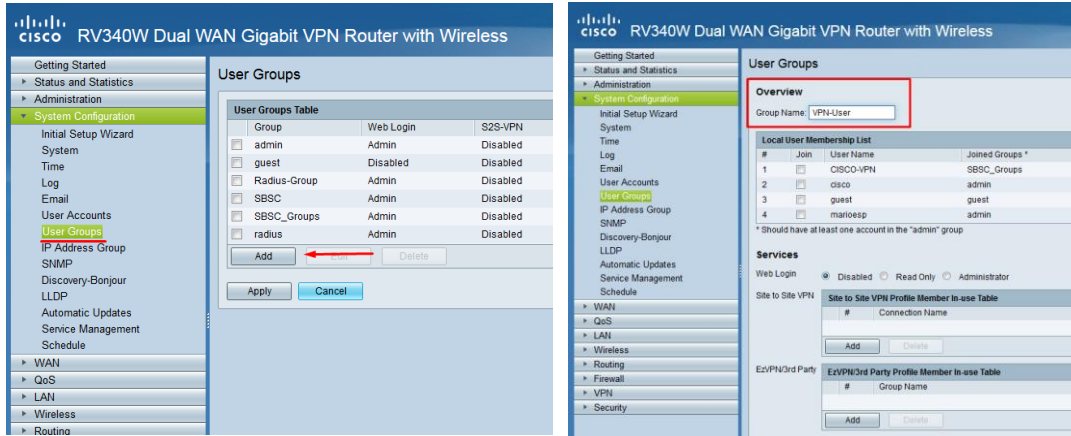 cisco RV340W Dual WAN Gigabit VPN Router with Wireless
Getting Started
Status and Statistics
Administration
System Configuration
Initial Setup Wizard
System
Time
Log
Email
User Accounts
User Groups
IP Address Group
SNMP
Discovery-Bonjour
LLDP
Automatic Updates
Service Management
Schedule
WAN
QoS
LAN
Wireless
Routing
User Groups
User Groups Table
Group Web Login S2S-VPN
admin Admin Disabled
guest Disabled Disabled
Radius-Group Admin Disabled
SBSC Admin Disabled
SBSC_Groups Admin Disabled
radius Admin Disabled
Add Edit Delete
Apply Cancel
cisco RV340W Dual WAN Gigabit VPN Router with Wireless
Getting Started
Status and Statistics
Administration
System Configuration
Initial Setup Wizard
System
Time
Log
Email
User Accounts
User Groups
IP Address Group
SNMP
Discovery-Bonjour
LLDP
Automatic Updates
Service Management
Schedule
WAN
QoS
LAN
Wireless
Routing
Firewall
VPN
Security
User Groups
Overview
Group Name: VPN-User
Local User Membership List
# Join User Name Joined Groups *
1 CISCO-VPN SBSC_Groups
2 cisco admin
3 guest guest
4 marioesp admin
* Should have at least one account in the "admin" group
Services
Web Login Disabled Read Only Administrator
Site to Site VPN Site to Site VPN Profile Member In-use Table
# Connection Name
Add Delete
EzVPN/3rd Party EzVPN/3rd Party Profile Member In-use Table
# Group Name
Add Delete